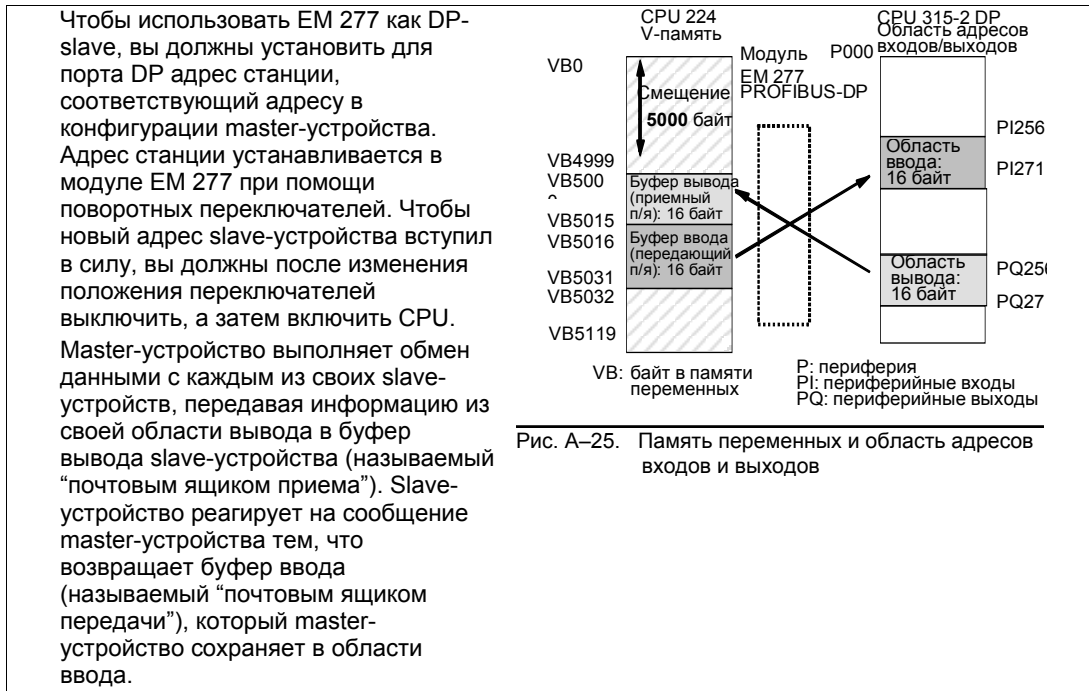 Чтобы использовать EM 277 как DP-
slave, вы должны установить для
порта DP адрес станции,
соответствующий адресу в
конфигурации master-устройства.
Адрес станции устанавливается в
модуле EM 277 при помощи
поворотных переключателей. Чтобы
новый адрес slave-устройства вступил
в силу, вы должны после изменения
положения переключателей
выключить, а затем включить CPU.
Master-устройство выполняет обмен
данными с каждым из своих slave-
устройств, передавая информацию из
своей области вывода в буфер
вывода slave-устройства (называемый
“почтовым ящиком приема”). Slave-
устройство реагирует на сообщение
master-устройства тем, что
возвращает буфер ввода
(называемый “почтовым ящиком
передачи”), который master-
устройство сохраняет в области
ввода.
CPU 224
V-память
VB0
Смещение
5000 байт
VB4999
VB500
VB5015
VB5016
VB5031
VB5032
VB5119
Буфер вывода
(приемный
п/я): 16 байт
Буфер ввода
(передающий
п/я): 16 байт
Модуль
EM 277
PROFIBUS-DP
CPU 315-2 DP
Область адресов
входов/выходов
P000
PI256
PI271
Область
ввода:
16 байт
Область
вывода:
16 байт
PQ256
PQ27
VB: байт в памяти
переменных
P: периферия
PI: периферийные входы
PQ: периферийные выходы
Рис. A–25. Память переменных и область адресов
входов и выходов